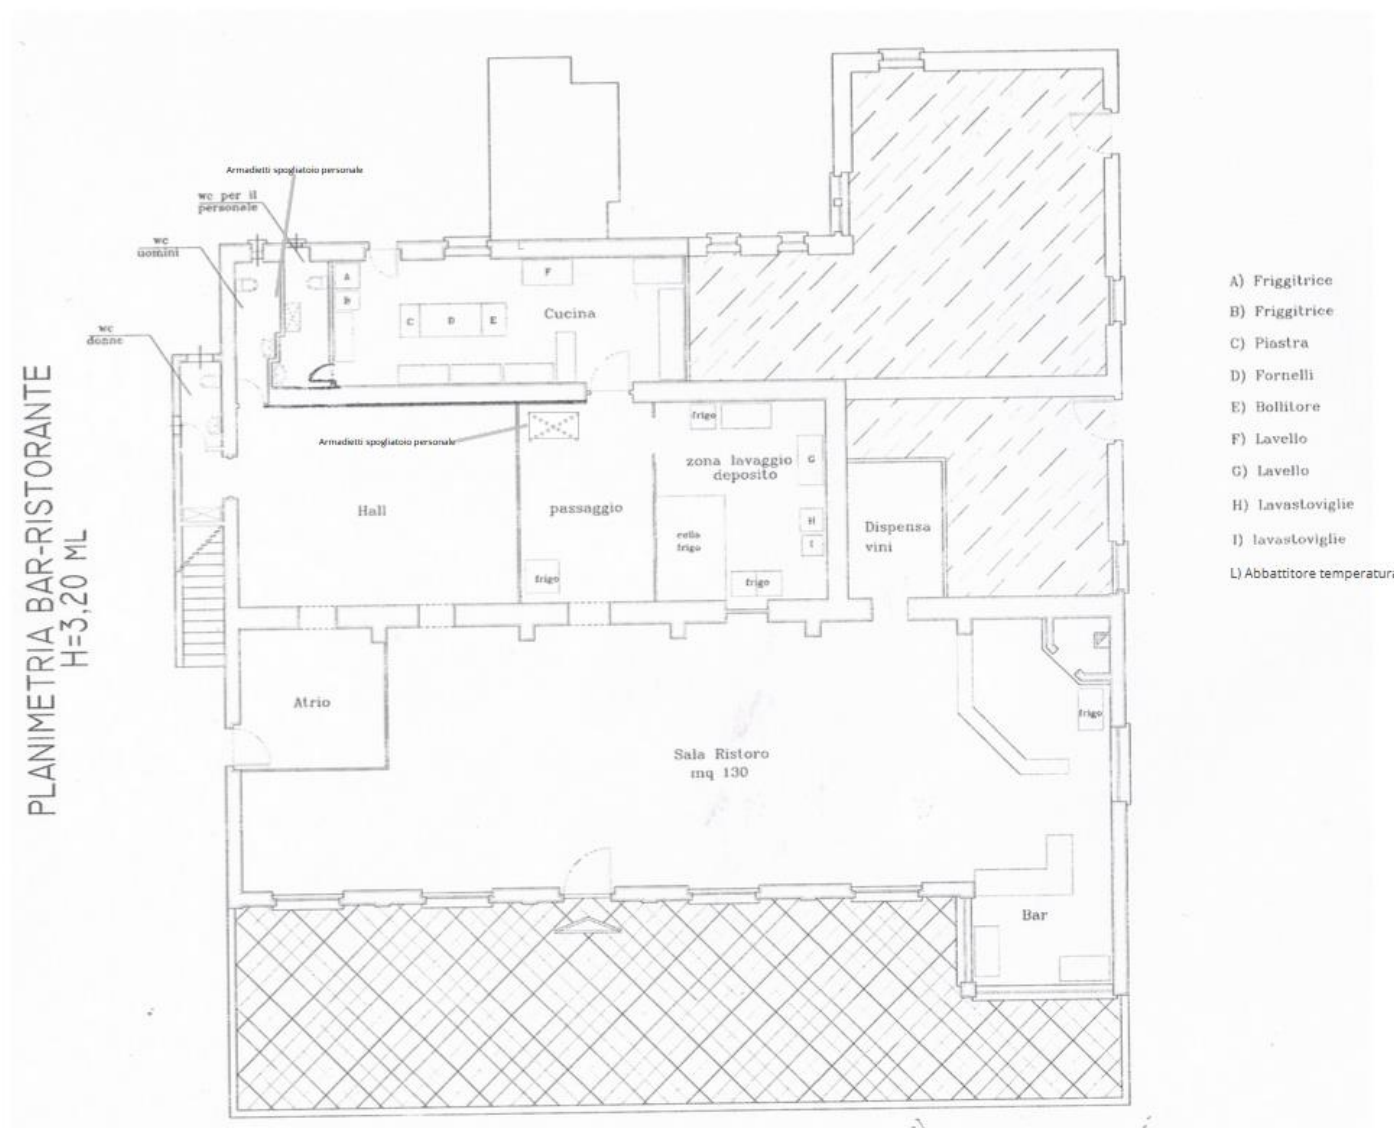 PLANIMETRIA BAR-RISTORANTE
H=3,20 ML
Armadietti spogliatoio personale
wc per il
personale
wc
uomini
wc
donne
A
B
C
D
E
F
Cucina
A) Friggitrice
B) Friggitrice
C) Piastra
D) Fornelli
E) Bollitore
F) Lavello
G) Lavello
H) Lavastoviglie
I) lavastoviglie
L) Abbattitore temperatura
Armadietti spogliatoio personale
Hall
passaggio
frigo
frigo
zona lavaggio
deposito
G
H
I
cella
frigo
frigo
Dispensa
vini
Atrio
Sala Ristoro
mq 130
frigo
Bar